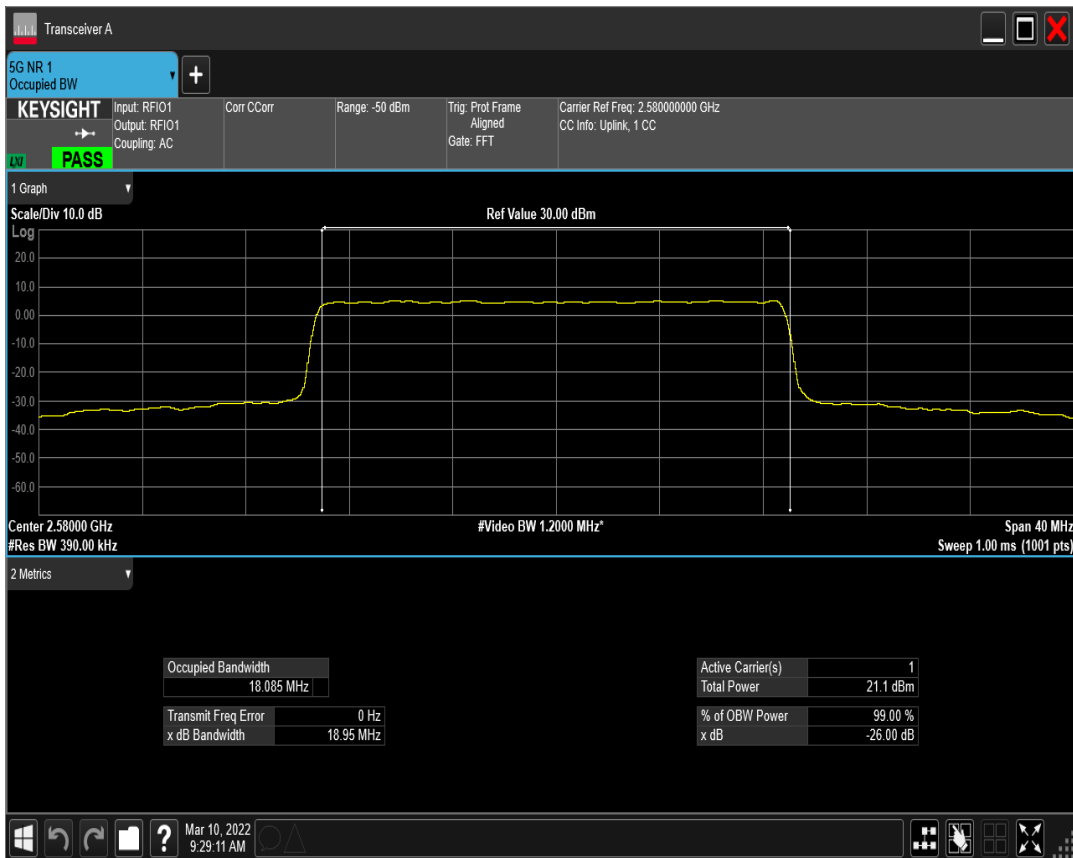 Transceiver A
5G NR 1
Occupied BW
+
KEYSIGHT
Input: RFIO1
Output: RFIO1
Coupling: AC
Corr CCorr
Range: -50 dBm
Trig: Prot Frame
Aligned
Gate: FFT
Carrier Ref Freq: 2.580000000 GHz
CC Info: Uplink, 1 CC
LXI
PASS
1 Graph
Scale/Div 10.0 dB
Ref Value 30.00 dBm
Log
20.0
10.0
0.00
-10.0
-20.0
-30.0
-40.0
-50.0
-60.0
Center 2.58000 GHz
#Video BW 1.2000 MHz*
Span 40 MHz
#Res BW 390.00 kHz
Sweep 1.00 ms (1001 pts)
2 Metrics
Occupied Bandwidth
18.085 MHz
Transmit Freq Error 0 Hz
x dB Bandwidth 18.95 MHz
Active Carrier(s) 1
Total Power 21.1 dBm
% of OBW Power 99.00 %
x dB -26.00 dB
?
Mar 10, 2022
9:29:11 AM